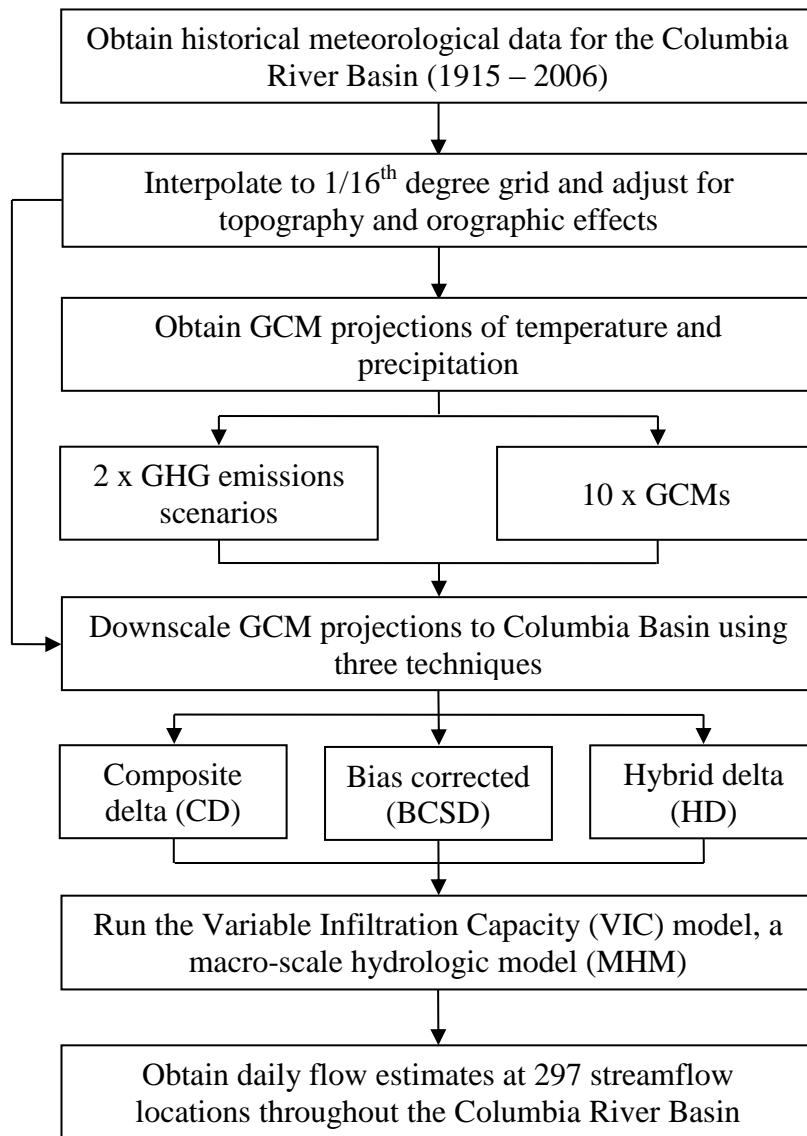 Obtain historical meteorological data for the Columbia
River Basin (1915 – 2006)
Interpolate to 1/16th degree grid and adjust for
topography and orographic effects
Obtain GCM projections of temperature and
precipitation
2 x GHG emissions
scenarios
10 x GCMs
Downscale GCM projections to Columbia Basin using
three techniques
Composite
delta (CD)
Bias corrected
(BCSD)
Hybrid delta
(HD)
Run the Variable Infiltration Capacity (VIC) model, a
macro-scale hydrologic model (MHM)
Obtain daily flow estimates at 297 streamflow
locations throughout the Columbia River Basin